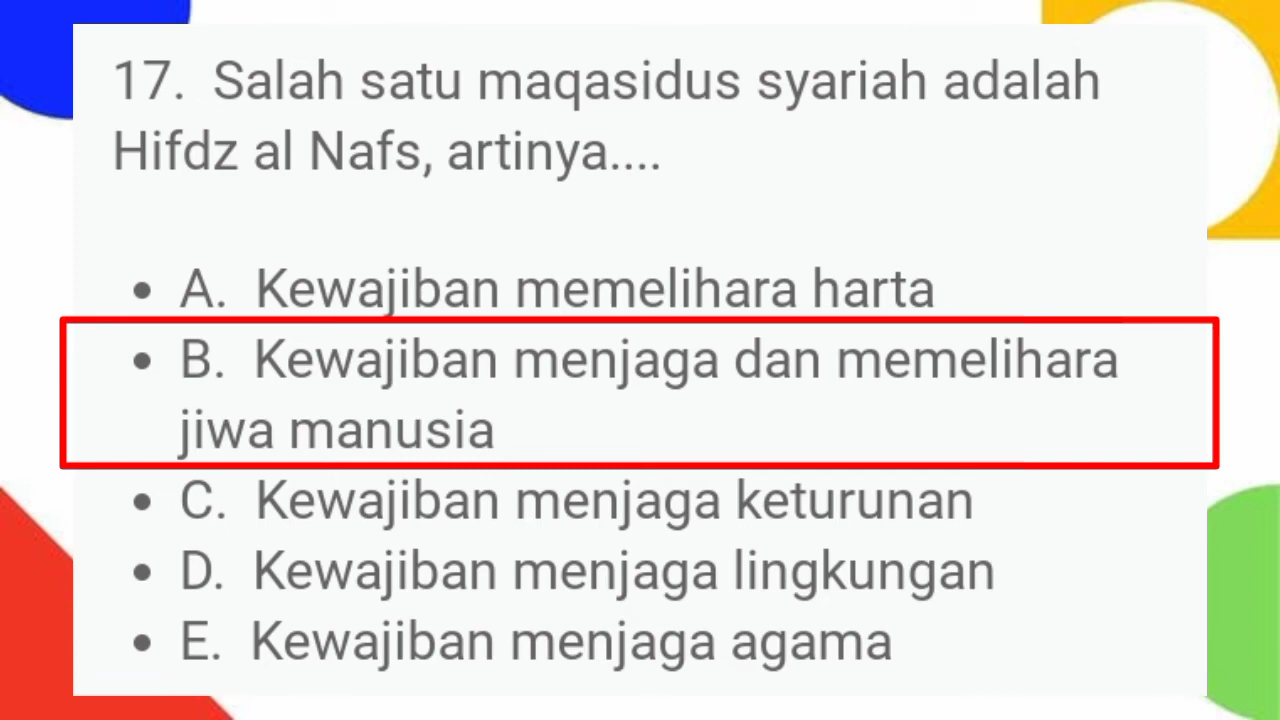 17. Salah satu maqasidus syariah adalah
Hifdz al Nafs, artinya....
• A. Kewajiban memelihara harta
• B. Kewajiban menjaga dan memelihara
jiwa manusia
• C. Kewajiban menjaga keturunan
• D. Kewajiban menjaga lingkungan
• E. Kewajiban menjaga agama